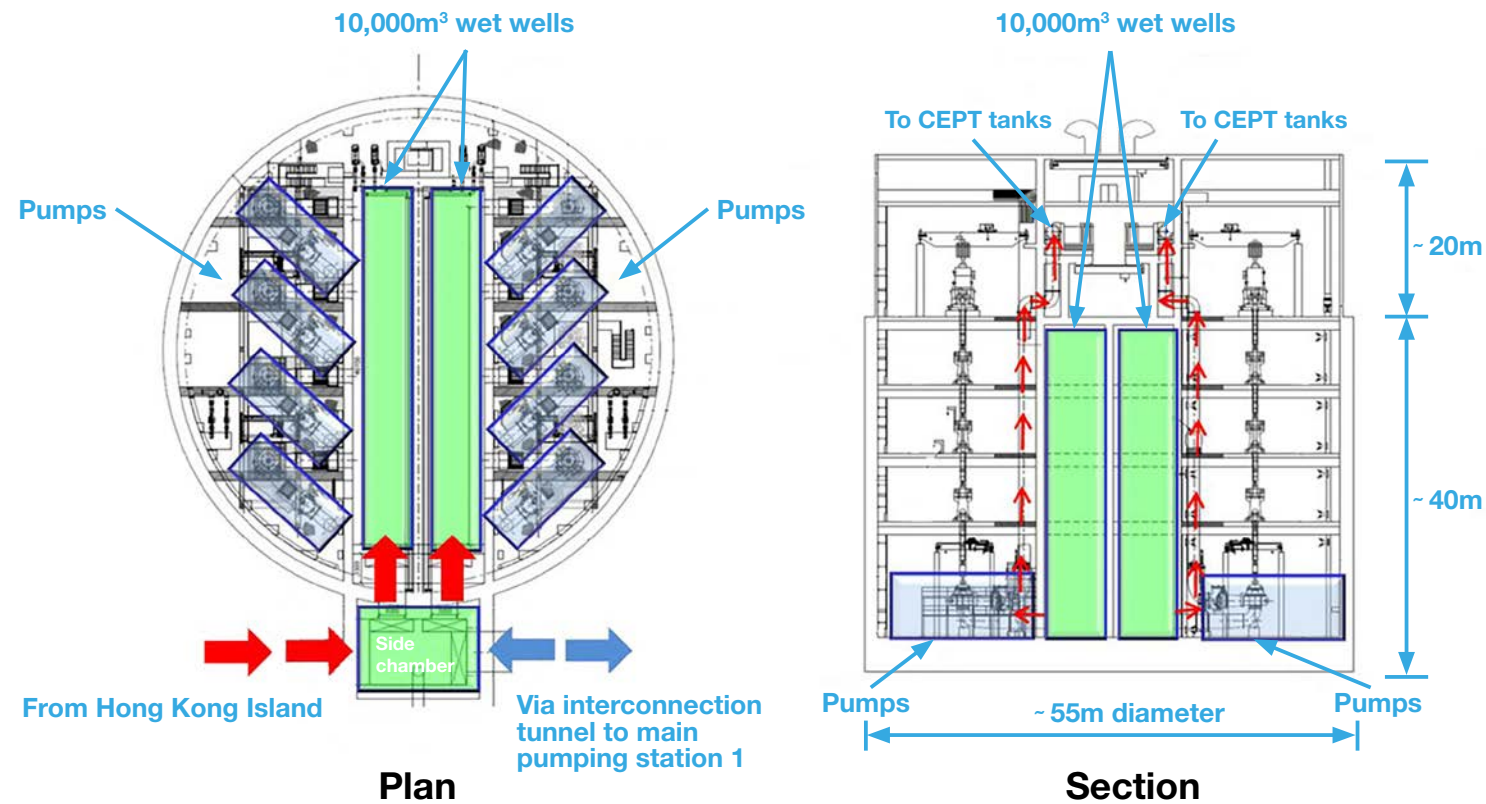 10,000m³ wet wells
Pumps
Pumps
Side
chamber
From Hong Kong Island
Via interconnection
tunnel to main
pumping station 1
Plan
10,000m³ wet wells
To CEPT tanks
To CEPT tanks
~ 20m
~ 40m
Pumps
~ 55m diameter
Pumps
Section